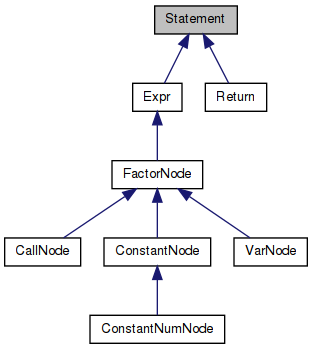 Statement
Expr
Return
FactorNode
CallNode
ConstantNode
VarNode
ConstantNumNode